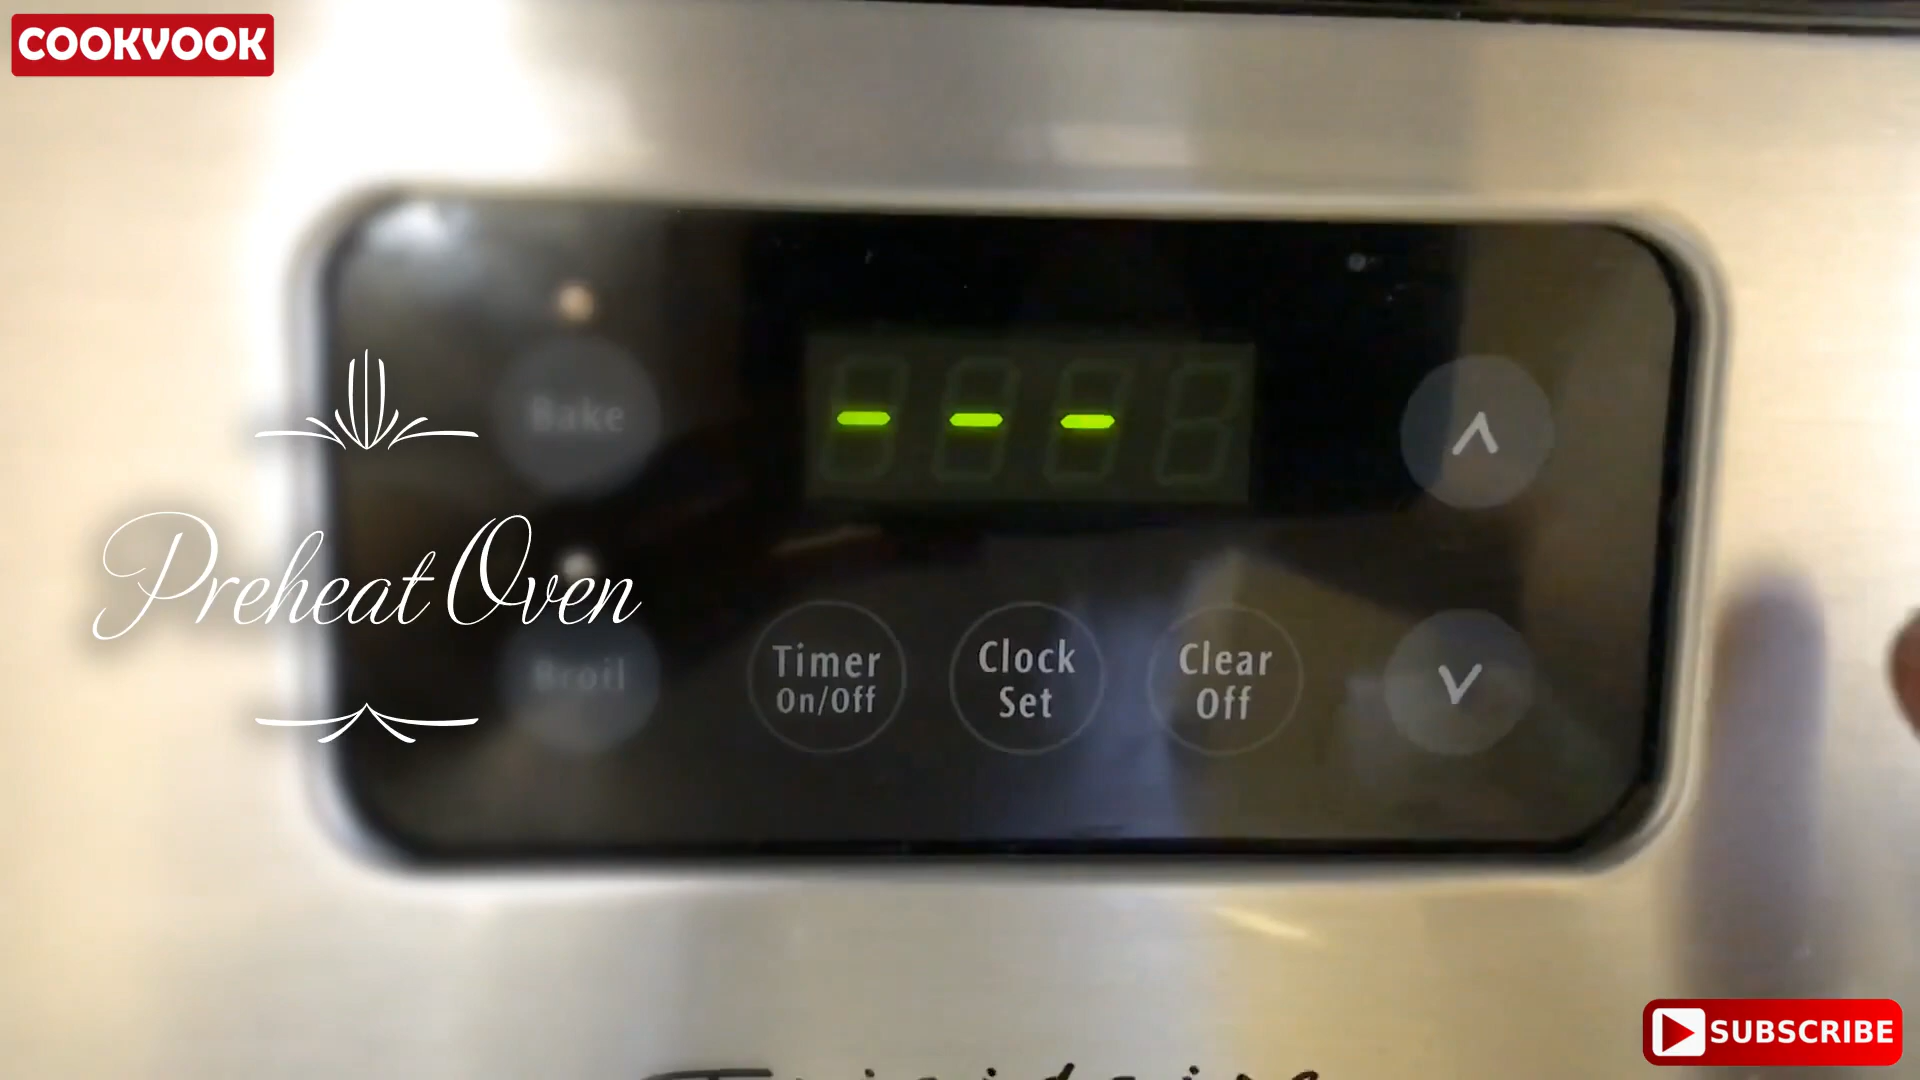 COOKVOOK
Bake
- - -
Preheat Oven
Broil
Timer
On/Off
Clock
Set
Clear
Off
SUBSCRIBE